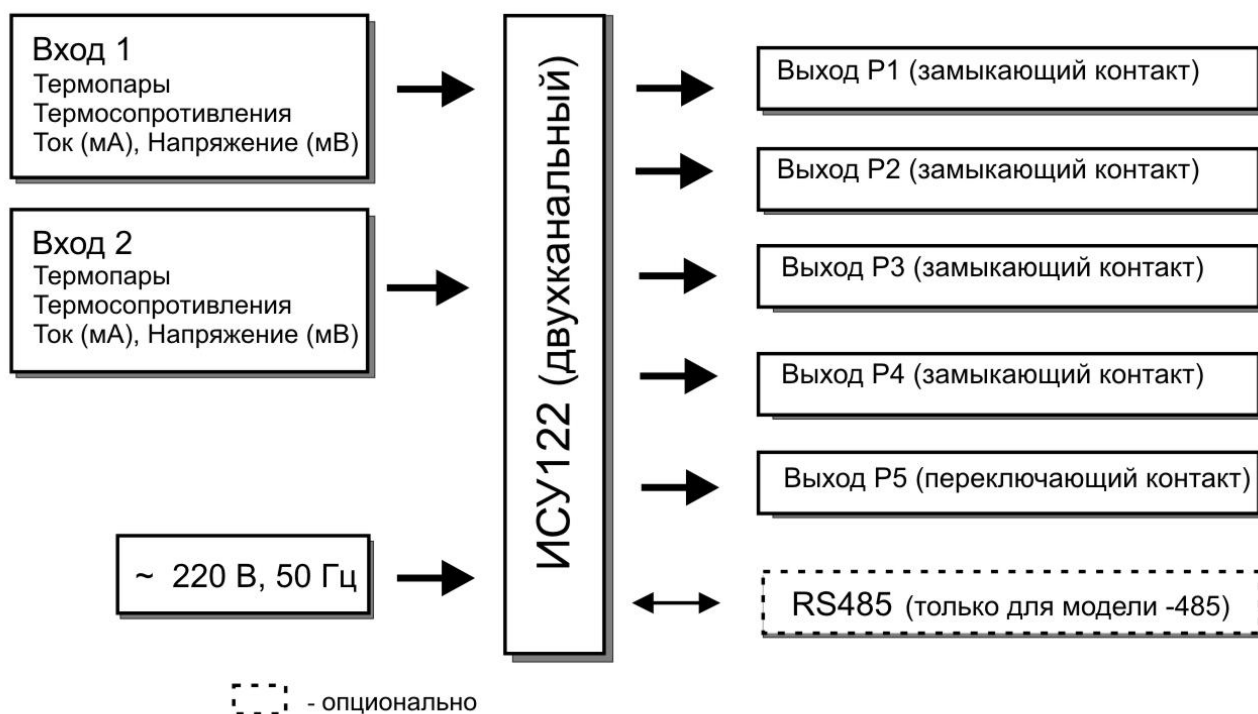 Вход 1
Термопары
Термосопротивления
Ток (мА), Напряжение (мВ)
Вход 2
Термопары
Термосопротивления
Ток (мА), Напряжение (мВ)
~ 220 В, 50 Гц
ИСУ122 (двухканальный)
Выход Р1 (замыкающий контакт)
Выход Р2 (замыкающий контакт)
Выход Р3 (замыкающий контакт)
Выход Р4 (замыкающий контакт)
Выход Р5 (переключающий контакт)
RS485 (только для модели -485)
- опционально